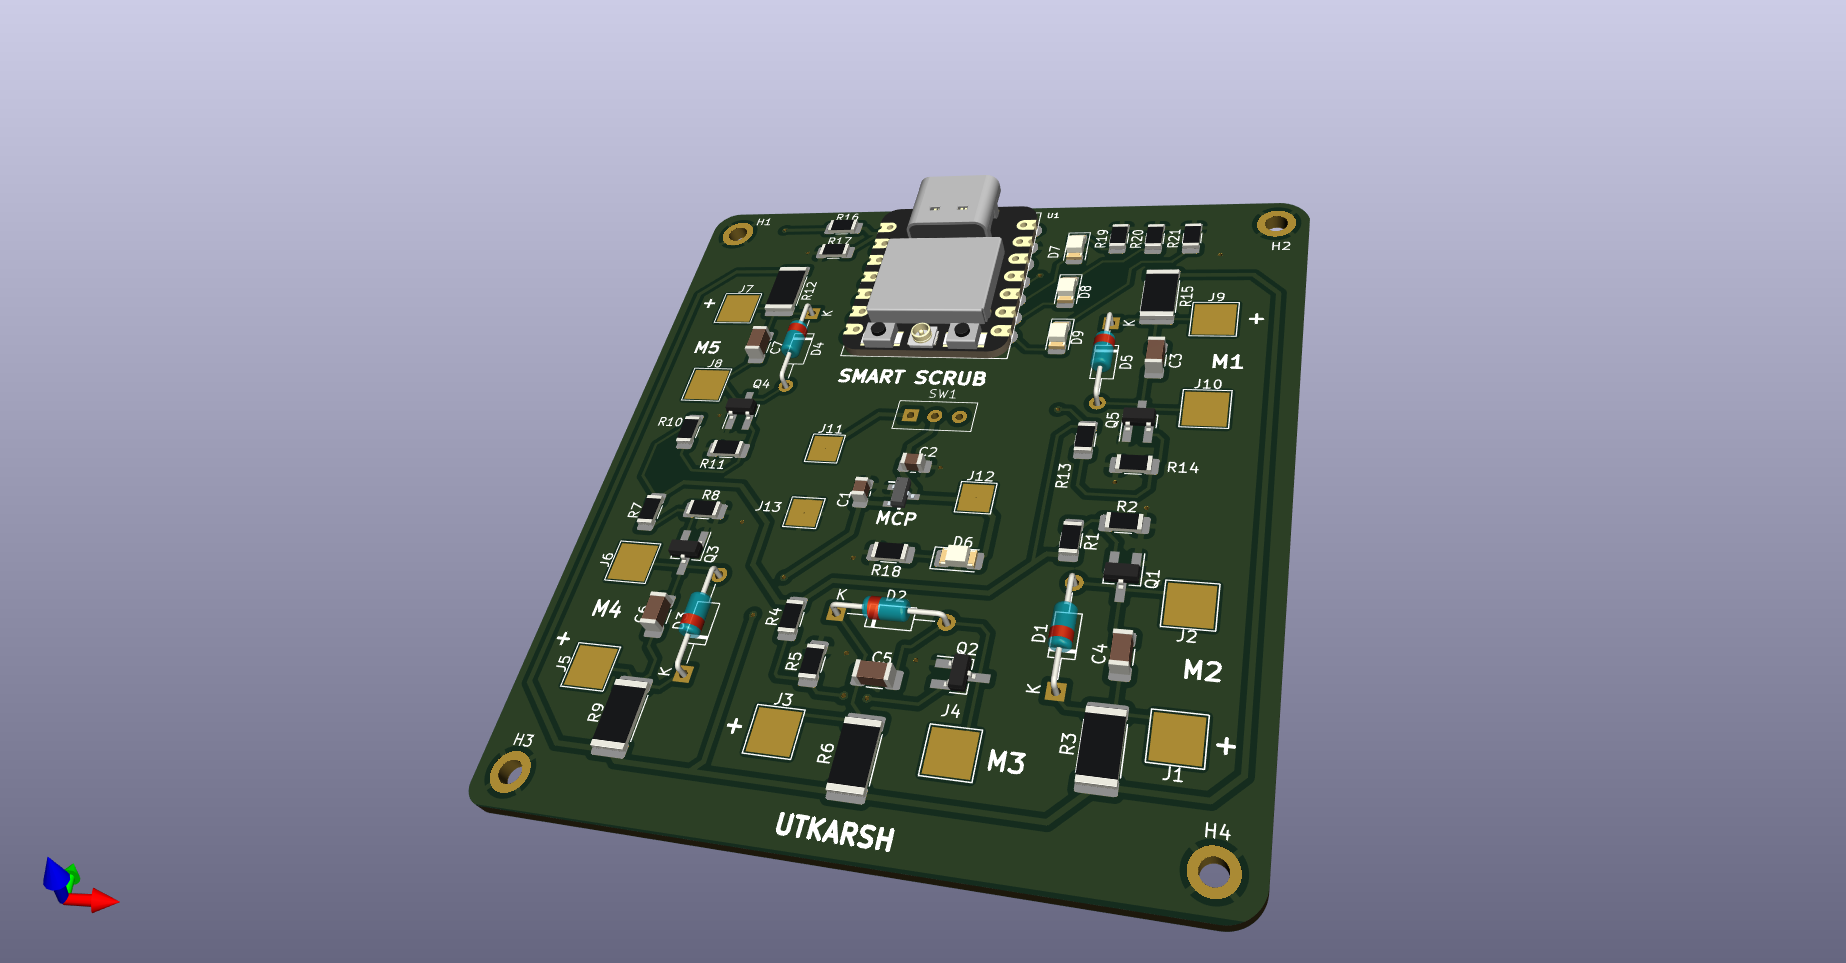 H1
R16
U1
R17
D7
R19
R20
R21
H2
J7
+
R12
D8
R15
J9
+
K
K
M5
C7
D4
D9
D5
C3
M1
J8
SMART SCRUB
J10
Q4
SW1
R10
J11
Q5
R11
C2
R13
R14
J12
C1
R7
R8
J13
MCP
R2
J6
Q3
R18
D6
R1
Q1
M4
C6
D3
R4
K
D2
D1
J2
+
J5
K
R5
C5
Q2
C4
M2
K
R9
J3
+
J4
R6
M3
R3
J1
+
H3
UTKARSH
H4